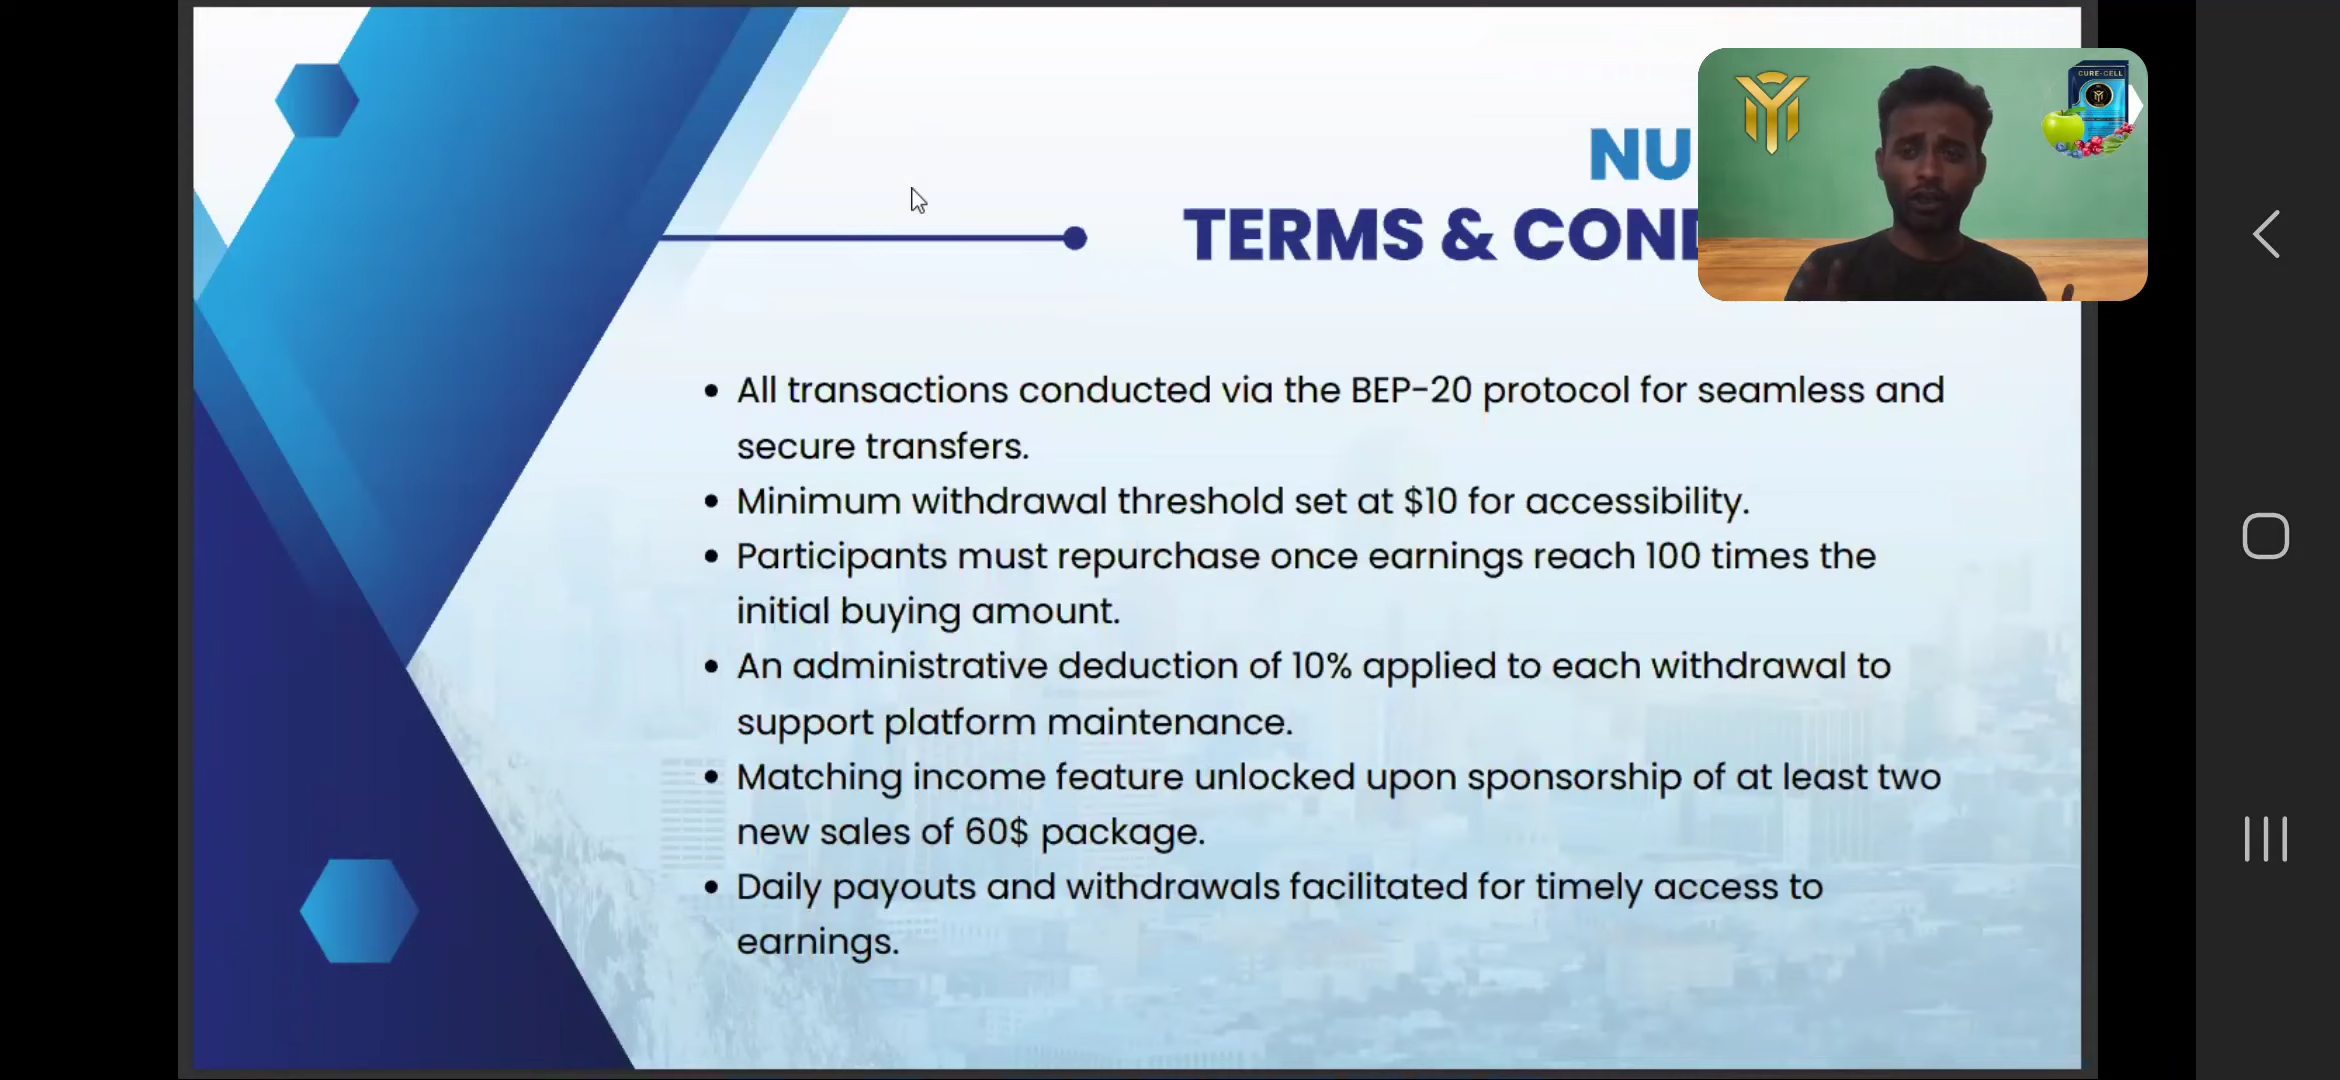 CURE-CELL
NU
TERMS & COND
• All transactions conducted via the BEP-20 protocol for seamless and
secure transfers.
• Minimum withdrawal threshold set at $10 for accessibility.
• Participants must repurchase once earnings reach 100 times the
initial buying amount.
• An administrative deduction of 10% applied to each withdrawal to
support platform maintenance.
• Matching income feature unlocked upon sponsorship of at least two
new sales of 60$ package.
• Daily payouts and withdrawals facilitated for timely access to
earnings.